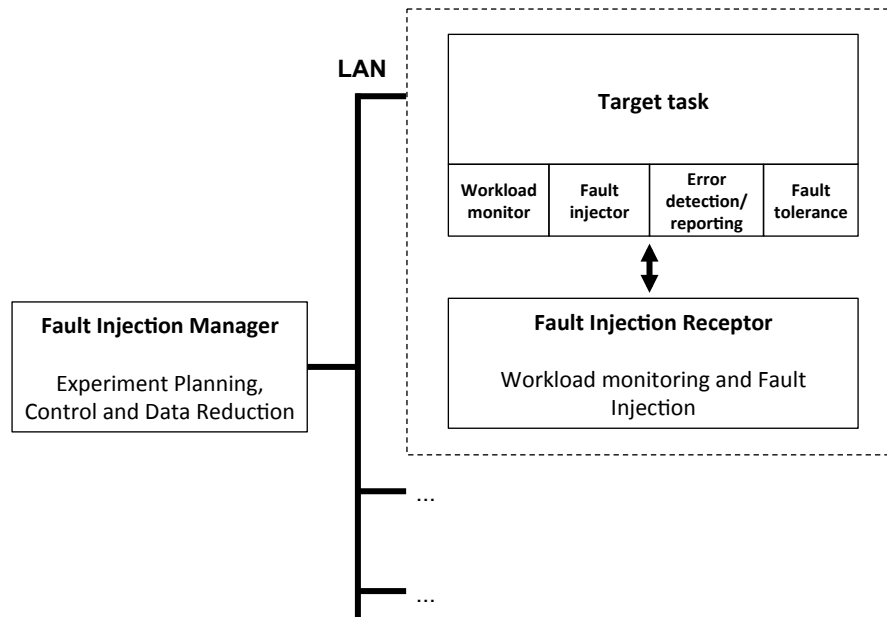 LAN
Target task
Workload
monitor
Fault
injector
Error
detection/
reporting
Fault
tolerance
Fault Injection Manager
Experiment Planning,
Control and Data Reduction
Fault Injection Receptor
Workload monitoring and Fault
Injection
...
...